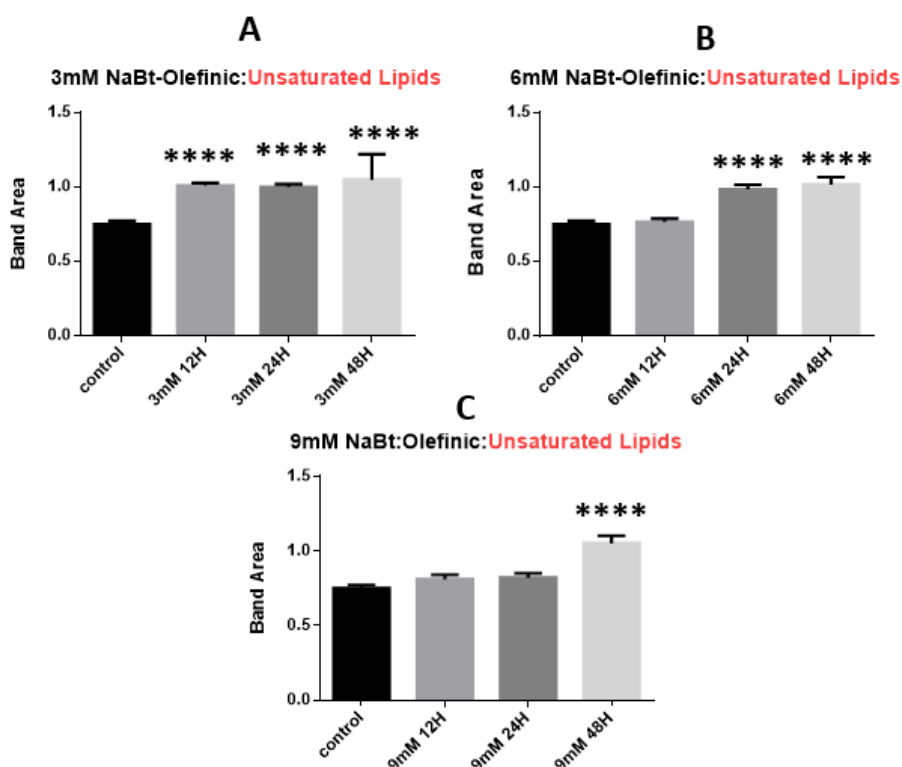 A
3mM NaBt-Olefinic:Unsaturated Lipids
1.5
1.0
0.5
0.0
Band Area
**** **** ****
control 3mM 12H 3mM 24H 3mM 48H
B
6mM NaBt-Olefinic:Unsaturated Lipids
1.5
1.0
0.5
0.0
Band Area
**** ****
control 6mM 12H 6mM 24H 6mM 48H
C
9mM NaBt:Olefinic:Unsaturated Lipids
1.5
1.0
0.5
0.0
Band Area
****
control 9mM 12H 9mM 24H 9mM 48H